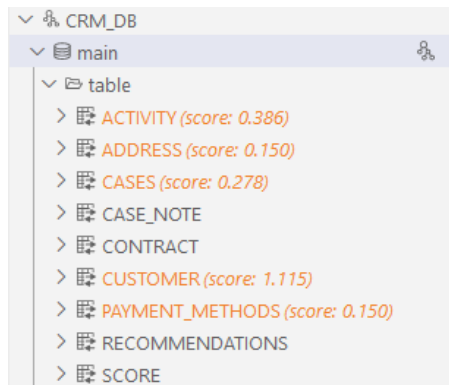 CRM_DB
main
table
ACTIVITY (score: 0.386)
ADDRESS (score: 0.150)
CASES (score: 0.278)
CASE_NOTE
CONTRACT
CUSTOMER (score: 1.115)
PAYMENT_METHODS (score: 0.150)
RECOMMENDATIONS
SCORE